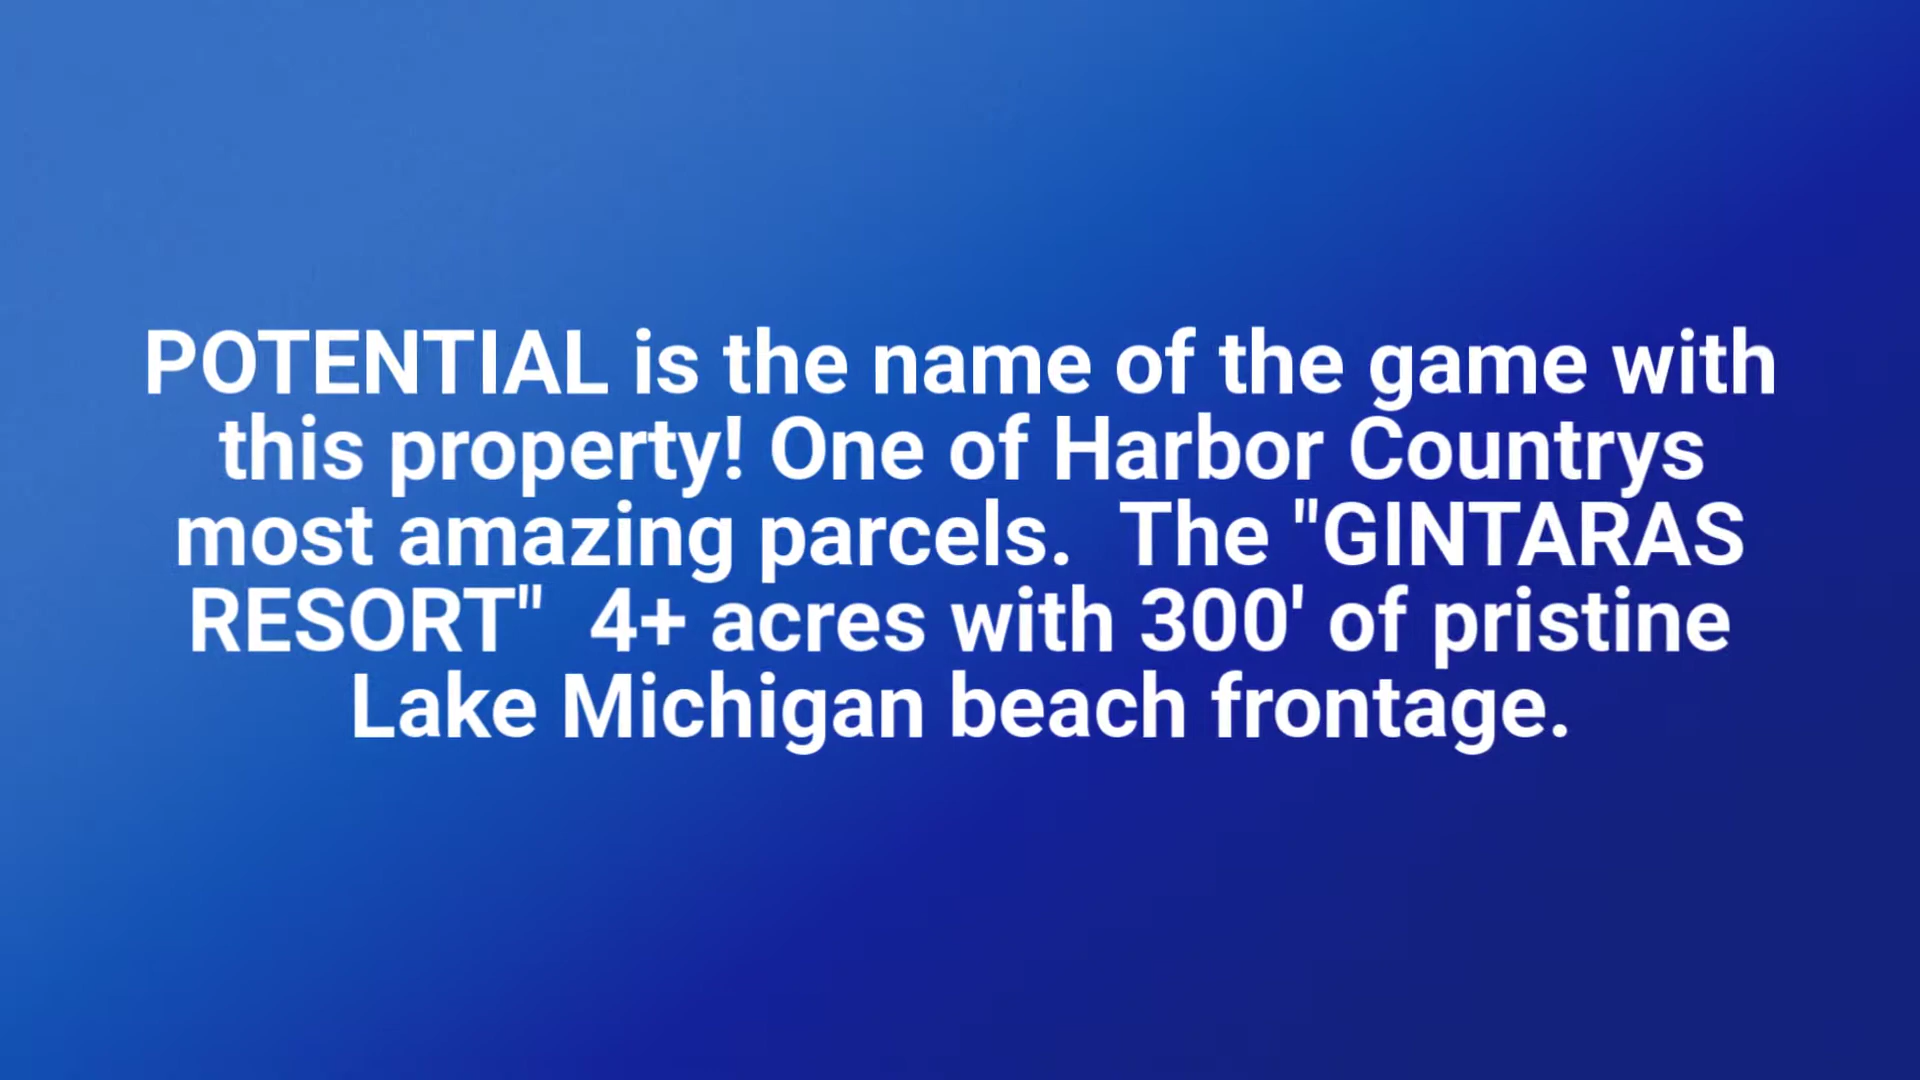 POTENTIAL is the name of the game with
this property! One of Harbor Countrys
most amazing parcels.  The "GINTARAS
RESORT"  4+ acres with 300' of pristine
Lake Michigan beach frontage.